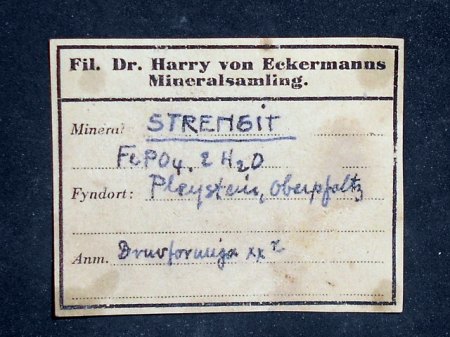 Fil. Dr. Harry von Eckermanns
Mineralsamling.
Mineral STRENGIT
FePO4. 2 H2O
Fyndort: Pleystein, Oberpfaltz
Anm. Druvformiga xx r